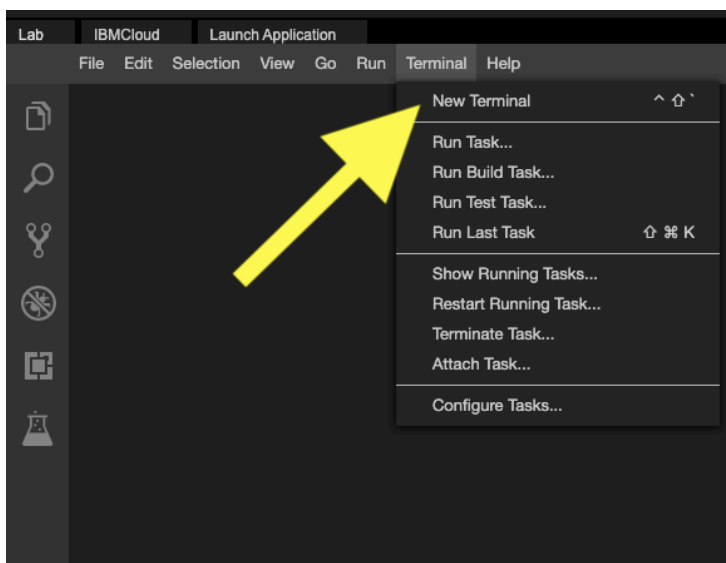 Lab IBMCloud Launch Application
File Edit Selection View Go Run Terminal Help
New Terminal ^ ⇧ `
Run Task...
Run Build Task...
Run Test Task...
Run Last Task ⇧ ⌘ K
Show Running Tasks...
Restart Running Task...
Terminate Task...
Attach Task...
Configure Tasks...